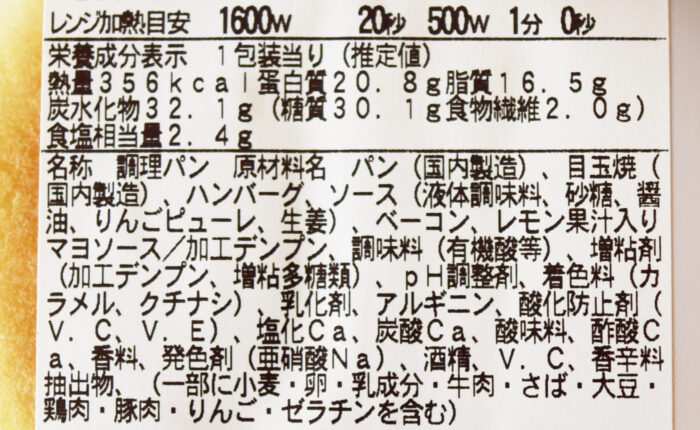 レンジ加熱目安 1600W 20秒 500W 1分 0秒
栄養成分表示 1包装当り(推定値)
熱量356kcal蛋白質20.8g脂質16.5g
炭水化物32.1g(糖質30.1g食物繊維2.0g)
食塩相当量2.4g
名称 調理パン 原材料名 パン(国内製造)、目玉焼(
国内製造)、ハンバーグ、ソース(液体調味料、砂糖、醤
油、りんごピューレ、生姜)、ベーコン、レモン果汁入り
マヨソース/加工デンプン、調味料(有機酸等)、増粘剤
(加工デンプン、増粘多糖類)、pH調整剤、着色料(カ
ラメル、クチナシ)、乳化剤、アルギニン、酸化防止剤(
V.C、V.E)、塩化Ca、炭酸Ca、酸味料、酢酸C
a、香料、発色剤(亜硝酸Na)、酒精、V.C、香辛料
抽出物、(一部に小麦・卵・乳成分・牛肉・さば・大豆・
鶏肉・豚肉・りんご・ゼラチンを含む)